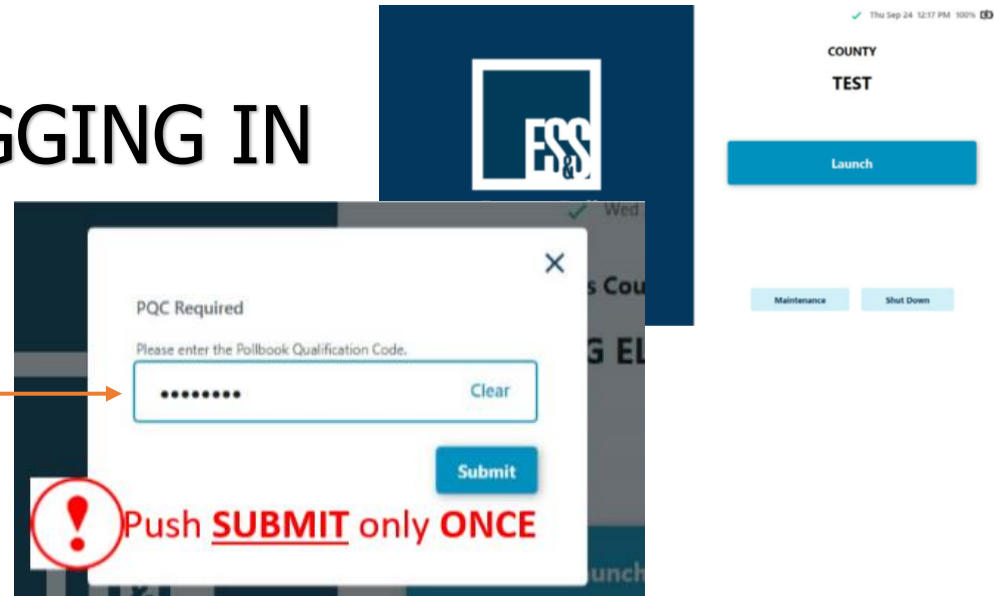 GGING IN
ES&S
Thu Sep 24 12:17 PM 100%
COUNTY
TEST
Launch
Maintenance
Shut Down
Wed
s Cou
G EL
PQC Required
Please enter the Pollbook Qualification Code.
••••••••
Clear
Submit
Push SUBMIT only ONCE
unch